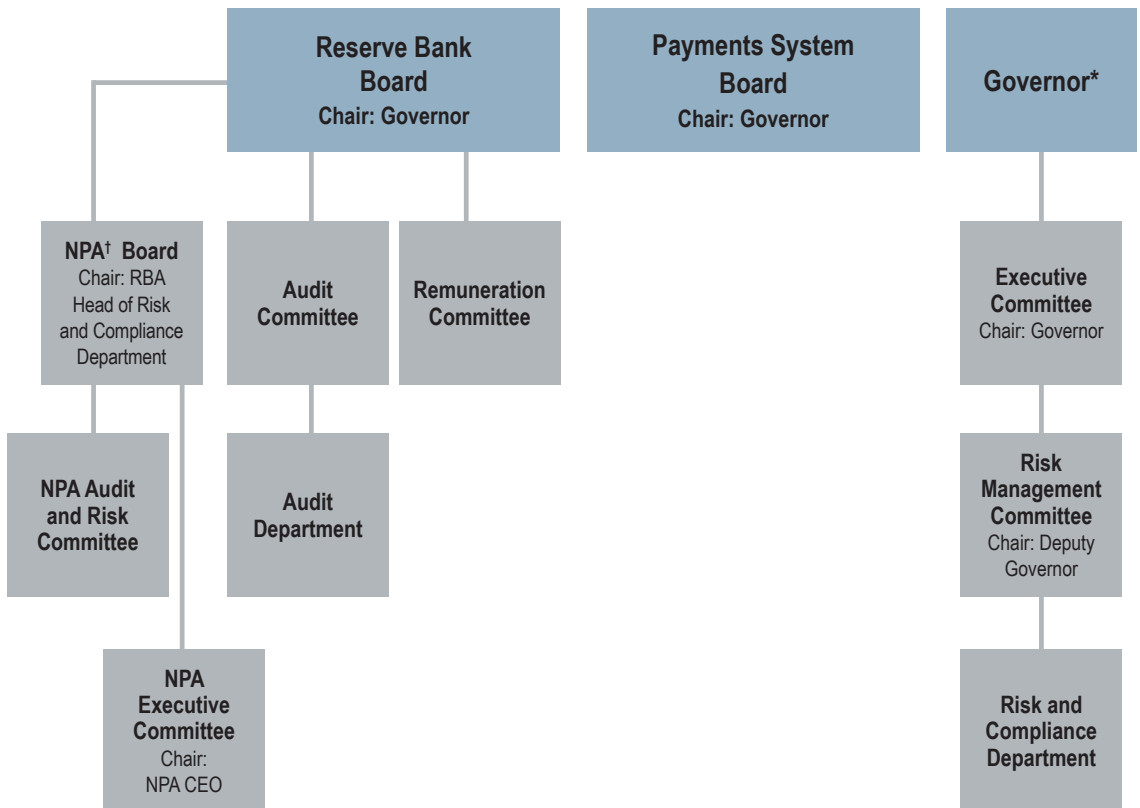 Reserve Bank
Board
Chair: Governor
Payments System
Board
Chair: Governor
Governor*
NPA† Board
Chair: RBA
Head of Risk
and Compliance
Department
Audit
Committee
Remuneration
Committee
Executive
Committee
Chair: Governor
NPA Audit
and Risk
Committee
Audit
Department
Risk
Management
Committee
Chair: Deputy
Governor
NPA
Executive
Committee
Chair:
NPA CEO
Risk and
Compliance
Department